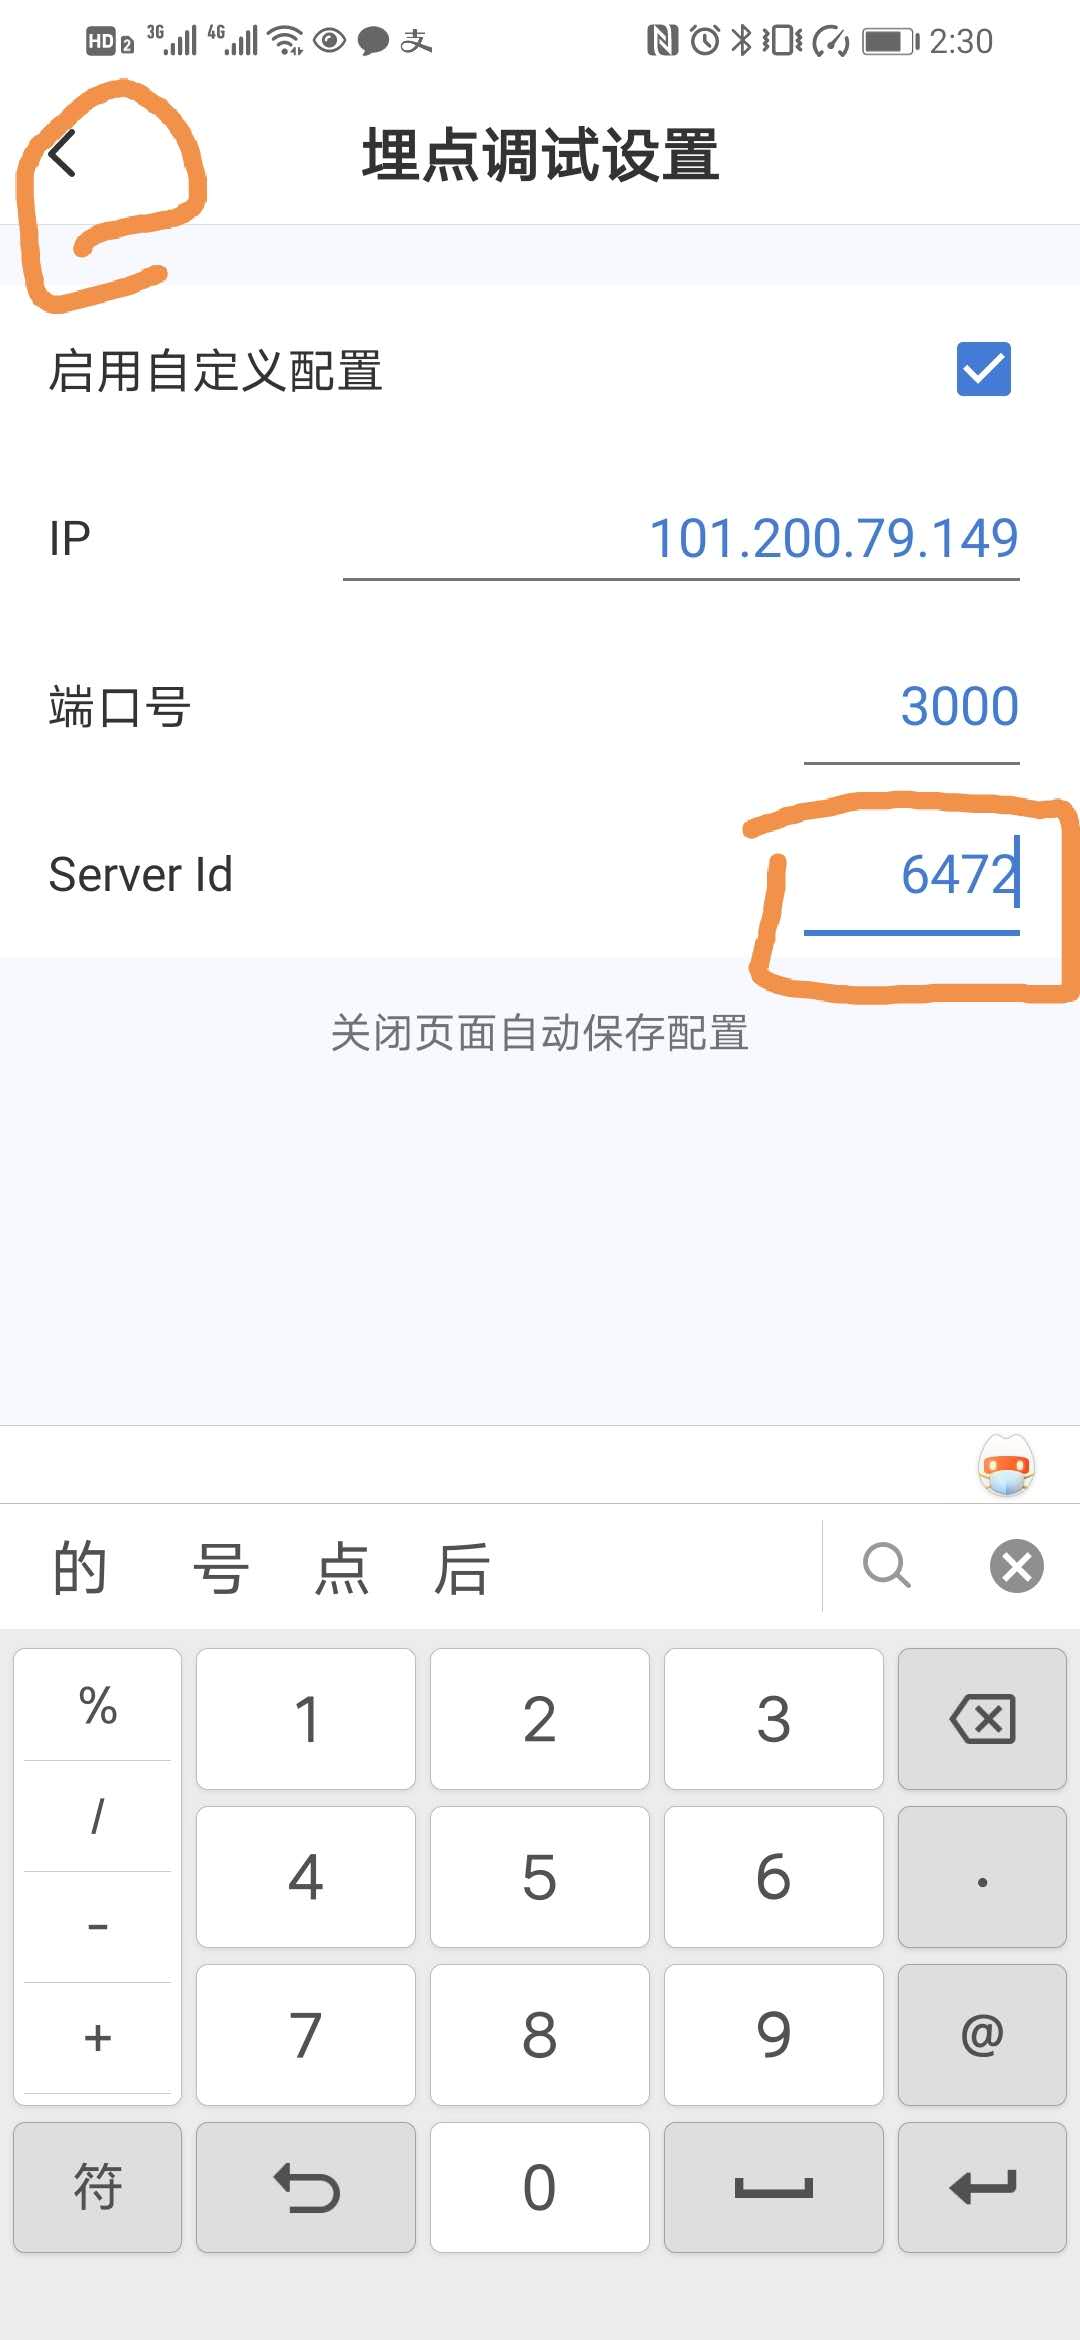 HD 2 3G 4G 支 2:30
埋点调试设置
启用自定义配置
IP 101.200.79.149
端口号 3000
Server Id 6472
关闭页面自动保存配置
的 号 点 后
% 1 2 3
/ 4 5 6 .
- 7 8 9 @
+
符 0